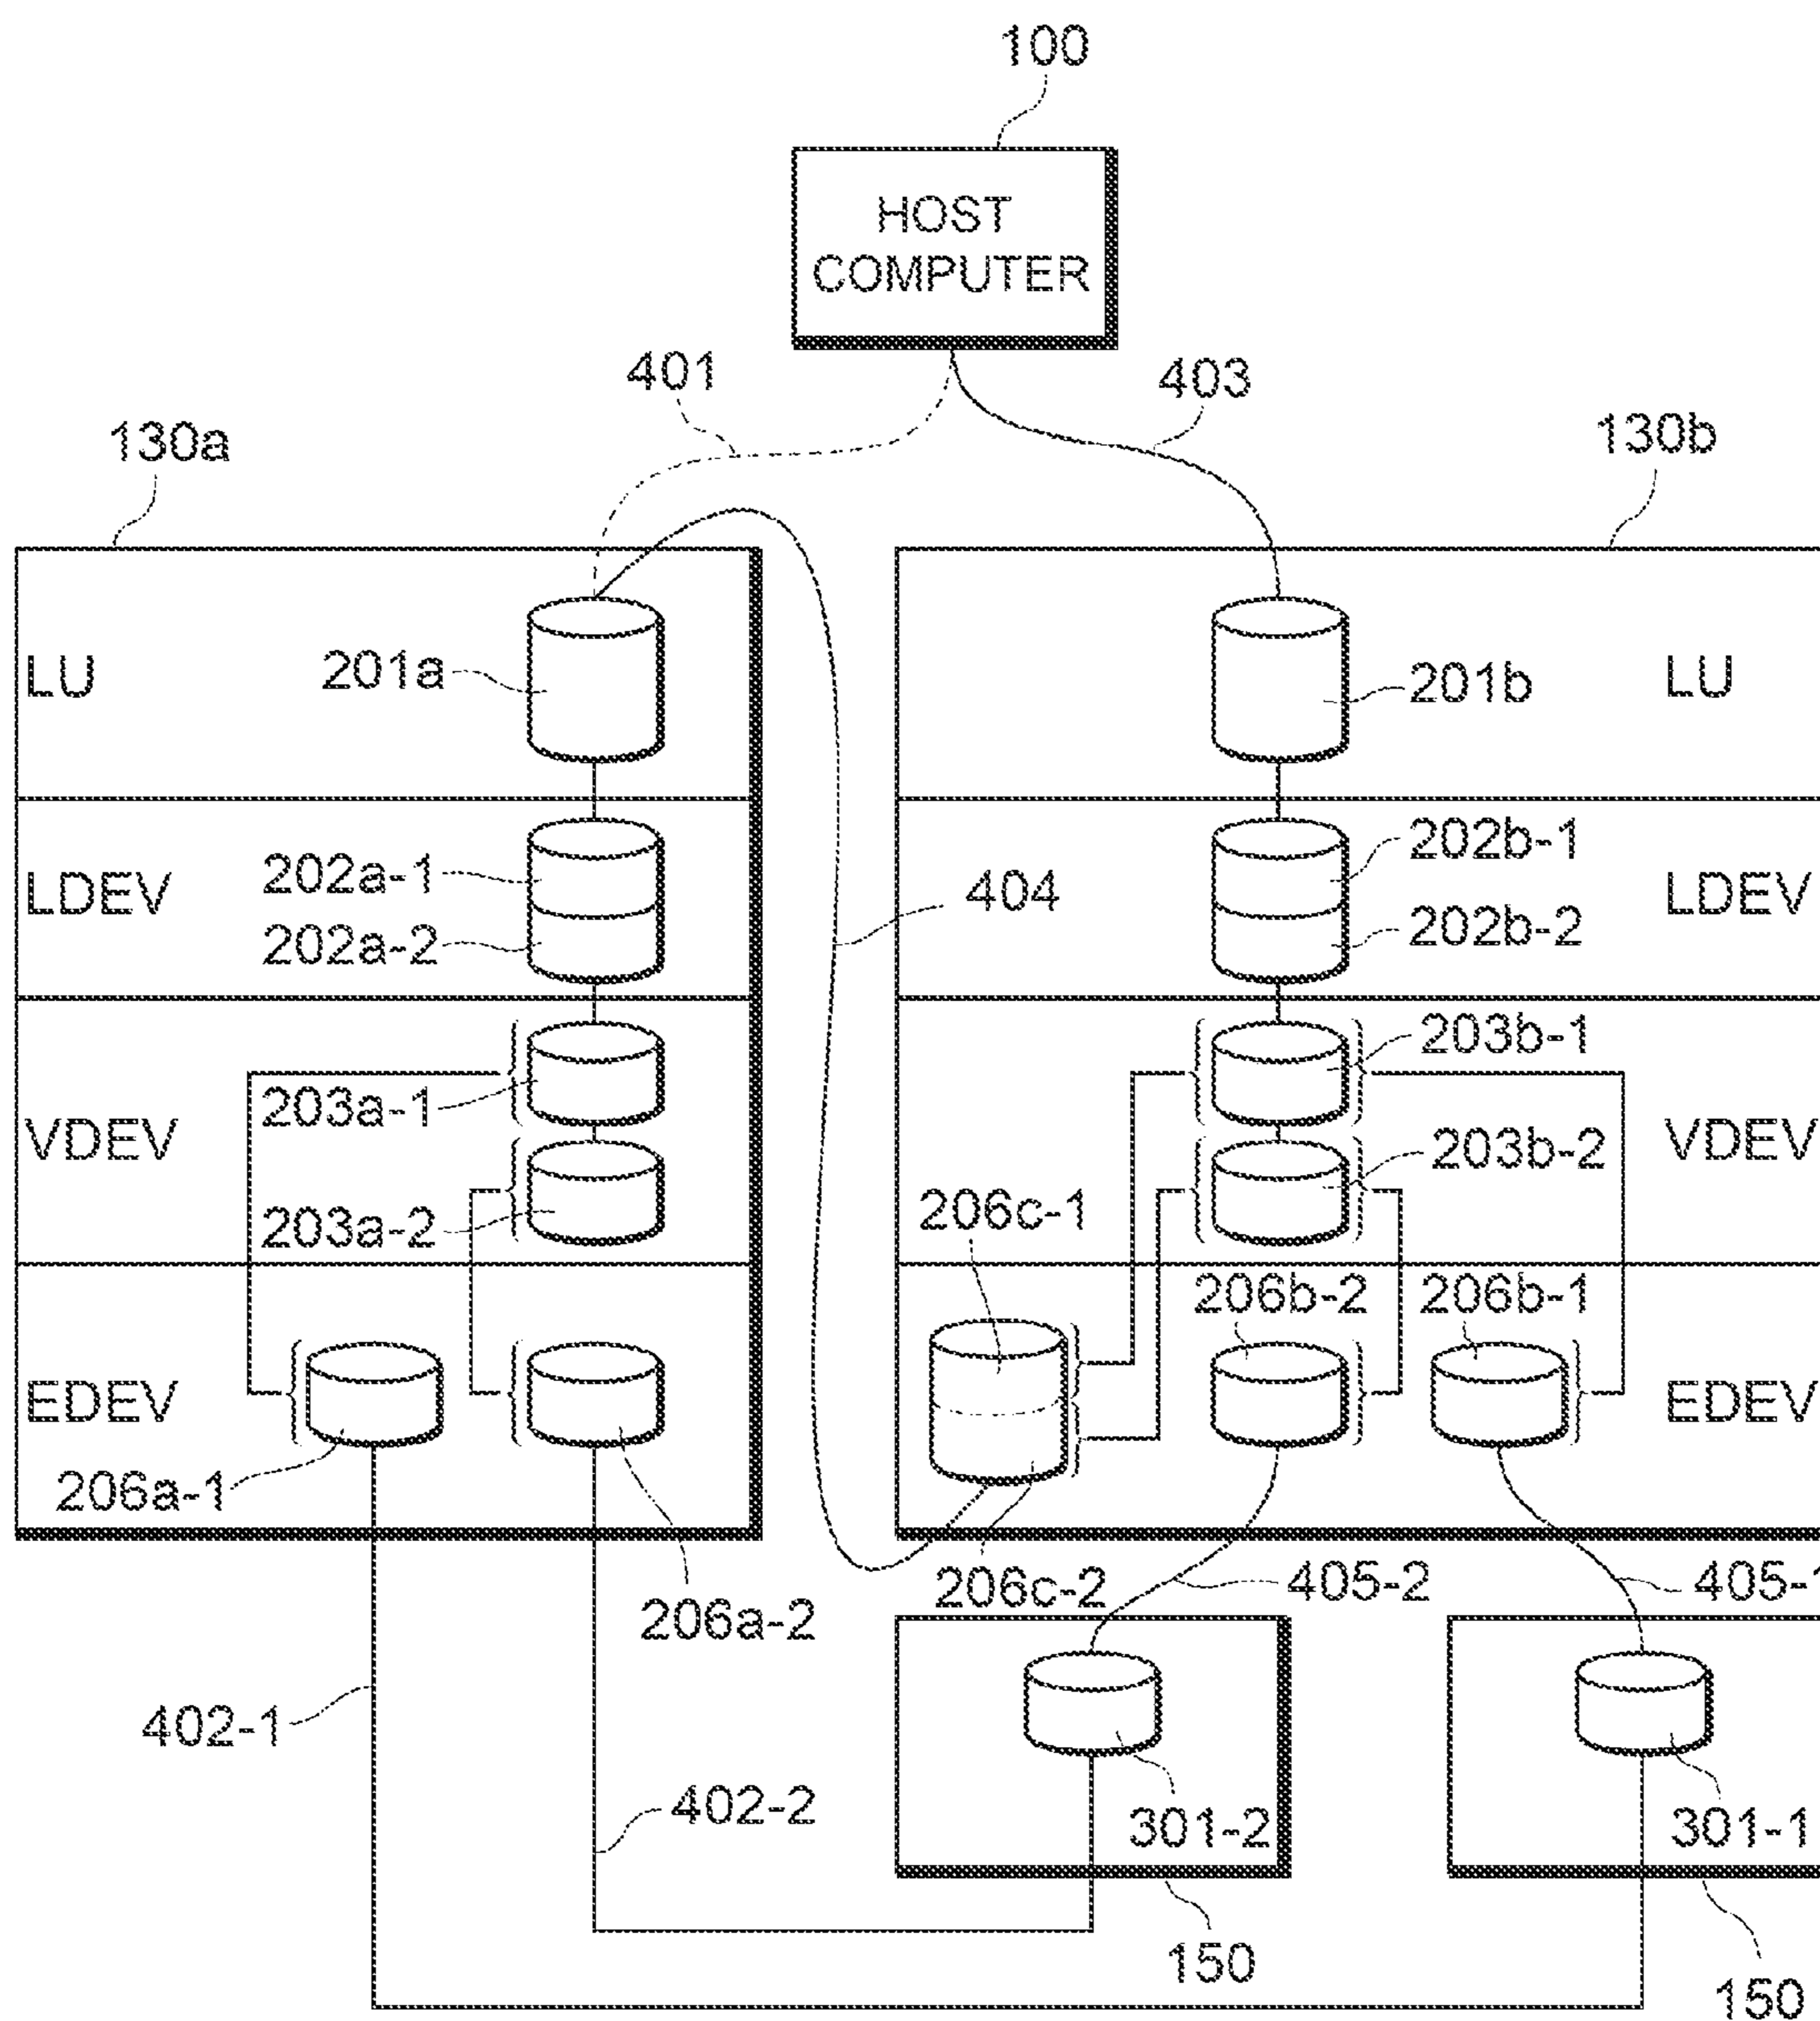 100
HOST
COMPUTER
401
403
130a
130b
LU
201a
201b
LU
LDEV
202a-1
202a-2
404
202b-1
202b-2
LDEV
VDEV
203a-1
203a-2
203b-1
203b-2
VDEV
206c-1
206b-2
206b-1
EDEV
EDEV
206a-1
206a-2
206c-2
405-2
405-1
402-1
402-2
301-2
301-1
150
150